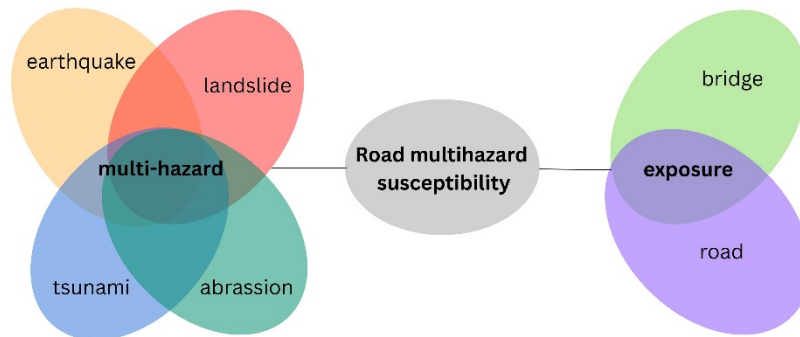 earthquake
landslide
multi-hazard
tsunami
abrassion
Road multihazard
susceptibility
bridge
exposure
road